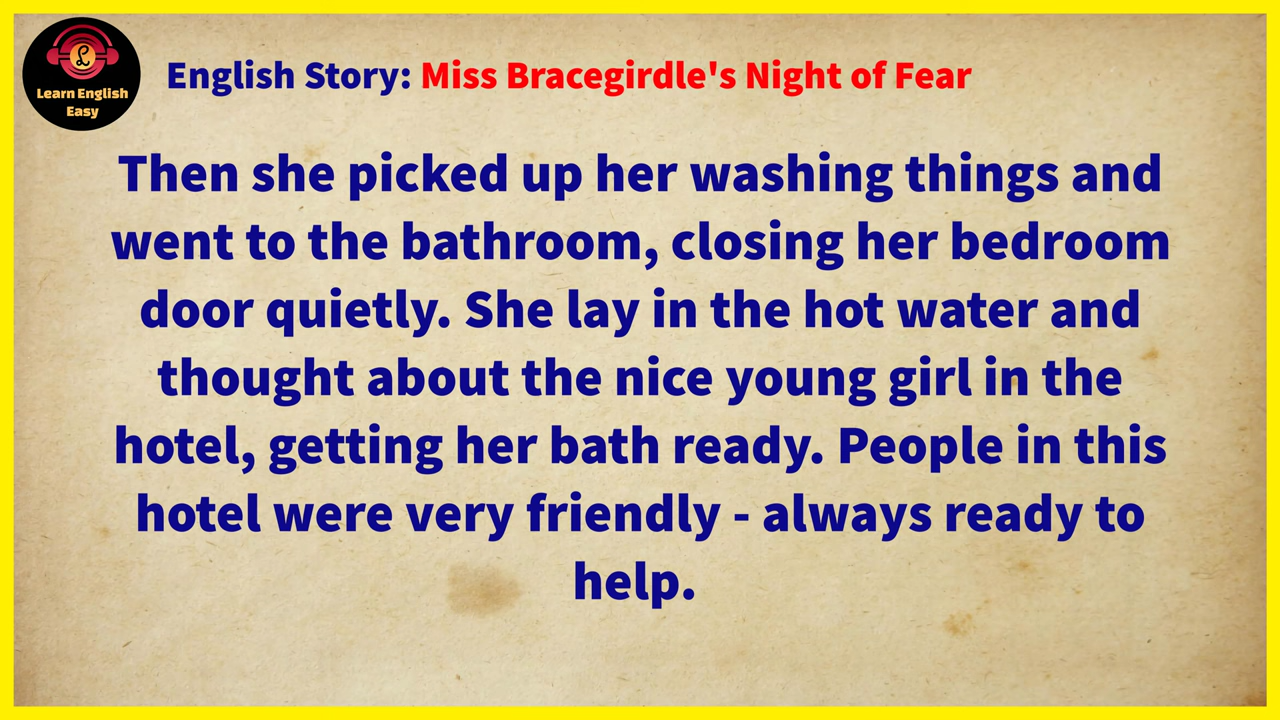 Learn English
Easy
English Story: Miss Bracegirdle's Night of Fear
Then she picked up her washing things and
went to the bathroom, closing her bedroom
door quietly. She lay in the hot water and
thought about the nice young girl in the
hotel, getting her bath ready. People in this
hotel were very friendly - always ready to
help.